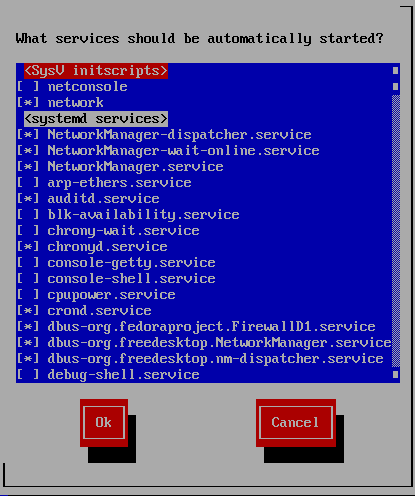 What services should be automatically started?
<SysV initscripts>
[ ] netconsole
[*] network
<systemd services>
[*] NetworkManager-dispatcher.service
[*] NetworkManager-wait-online.service
[*] NetworkManager.service
[ ] arp-ethers.service
[*] auditd.service
[ ] blk-availability.service
[ ] chrony-wait.service
[*] chronyd.service
[ ] console-getty.service
[ ] console-shell.service
[ ] cpupower.service
[*] crond.service
[*] dbus-org.fedoraproject.FirewallD1.service
[*] dbus-org.freedesktop.NetworkManager.service
[*] dbus-org.freedesktop.nm-dispatcher.service
[ ] debug-shell.service
Ok Cancel